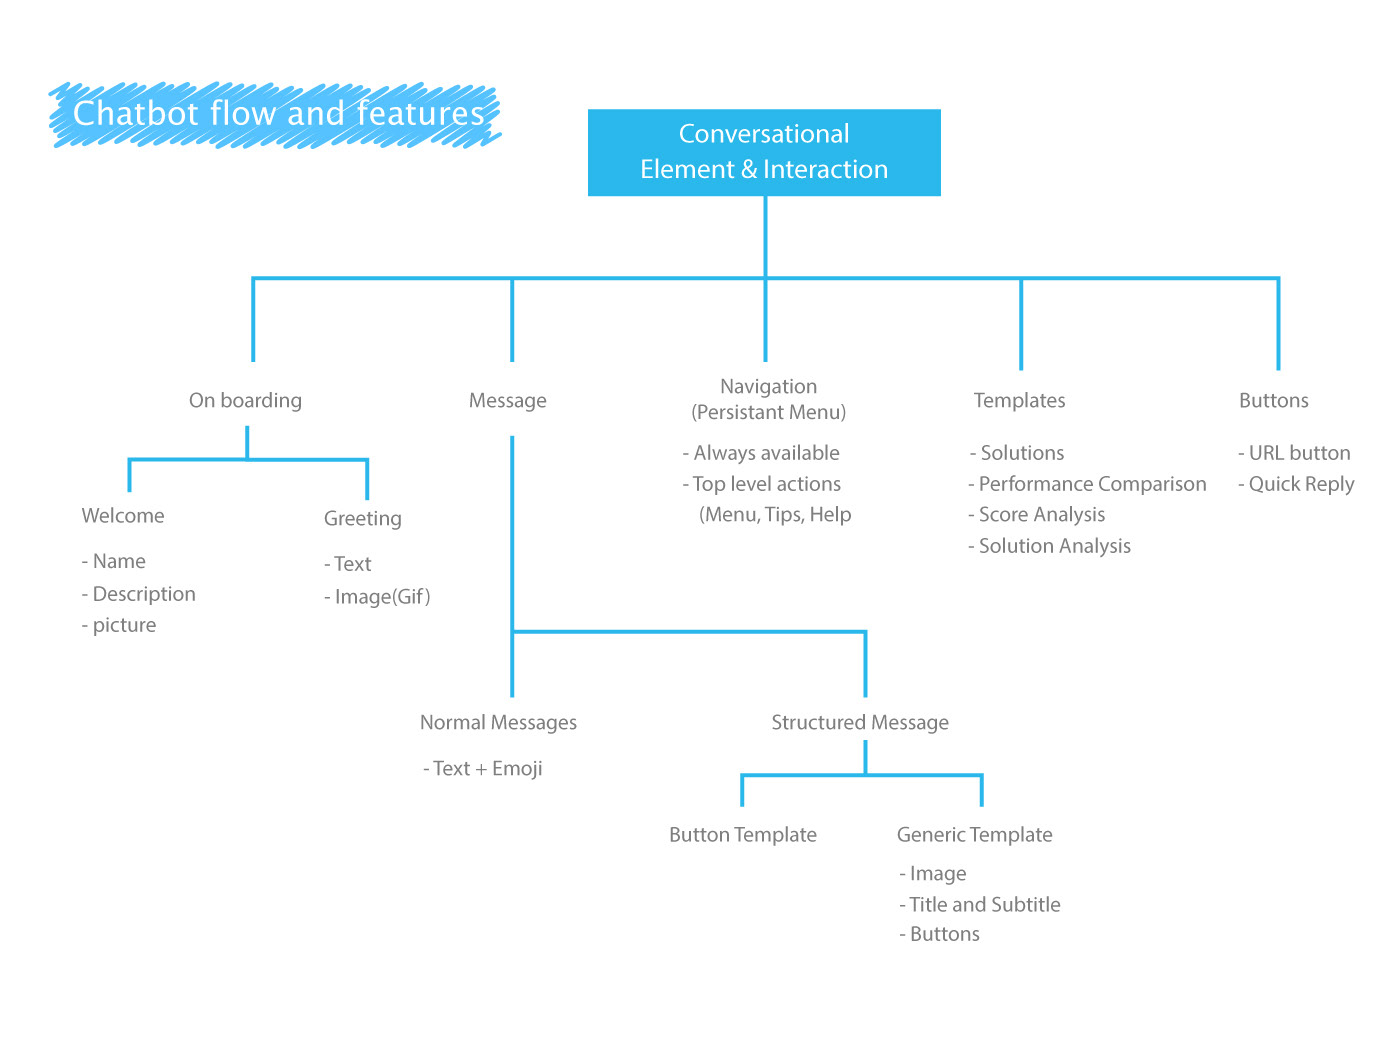 Chatbot flow and features
Conversational
Element & Interaction
On boarding
Welcome
- Name
- Description
- picture
Greeting
- Text
- Image(Gif)
Message
Normal Messages
- Text + Emoji
Structured Message
Button Template
Generic Template
- Image
- Title and Subtitle
- Buttons
Navigation
(Persistant Menu)
- Always available
- Top level actions
(Menu, Tips, Help
Templates
- Solutions
- Performance Comparison
- Score Analysis
- Solution Analysis
Buttons
- URL button
- Quick Reply